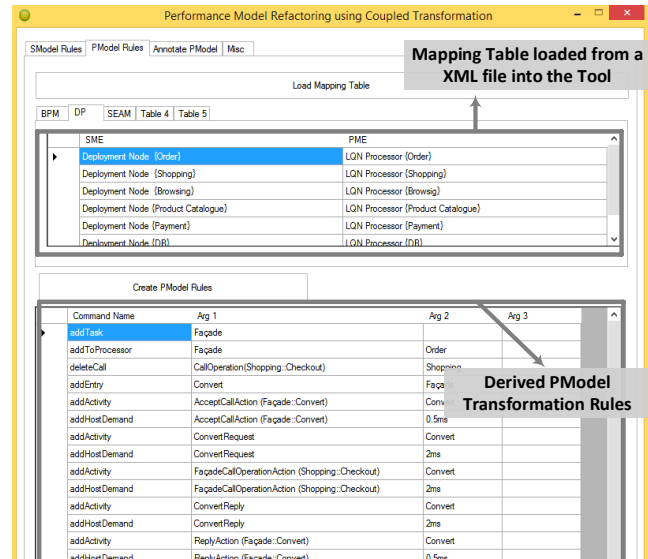 Performance Model Refactoring using Coupled Transformation
SModel Rules PModel Rules Annotate PModel Misc
Mapping Table loaded from a
XML file into the Tool
Load Mapping Table
BPM DP SEAM Table 4 Table 5
SME PME
Deployment Node {Order} LQN Processor {Order}
Deployment Node {Shopping} LQN Processor {Shopping}
Deployment Node {Browsing} LQN Processor {Browsig}
Deployment Node {Product Catalogue} LQN Processor {Product Catalogue}
Deployment Node {Payment} LQN Processor {Payment}
Deployment Node {DB} LQN Processor {DB}
Create PModel Rules
Command Name Arg 1 Arg 2 Arg 3
addTask Façade
addToProcessor Façade Order
deleteCall CallOperation(Shopping::Checkout) Shopping
addEntry Convert Façade
Derived PModel
Transformation Rules
addActivity AcceptCallAction (Façade::Convert) Convert
addHostDemand AcceptCallAction (Façade::Convert) 0.5ms
addActivity ConvertRequest Convert
addHostDemand ConvertRequest 2ms
addActivity FaçadeCallOperationAction (Shopping::Checkout) Convert
addHostDemand FaçadeCallOperationAction (Shopping::Checkout) 2ms
addActivity ConvertReply Convert
addHostDemand ConvertReply 2ms
addActivity ReplyAction (Façade::Convert) Convert
addHostDemand ReplyAction (Façade::Convert) 0.5ms